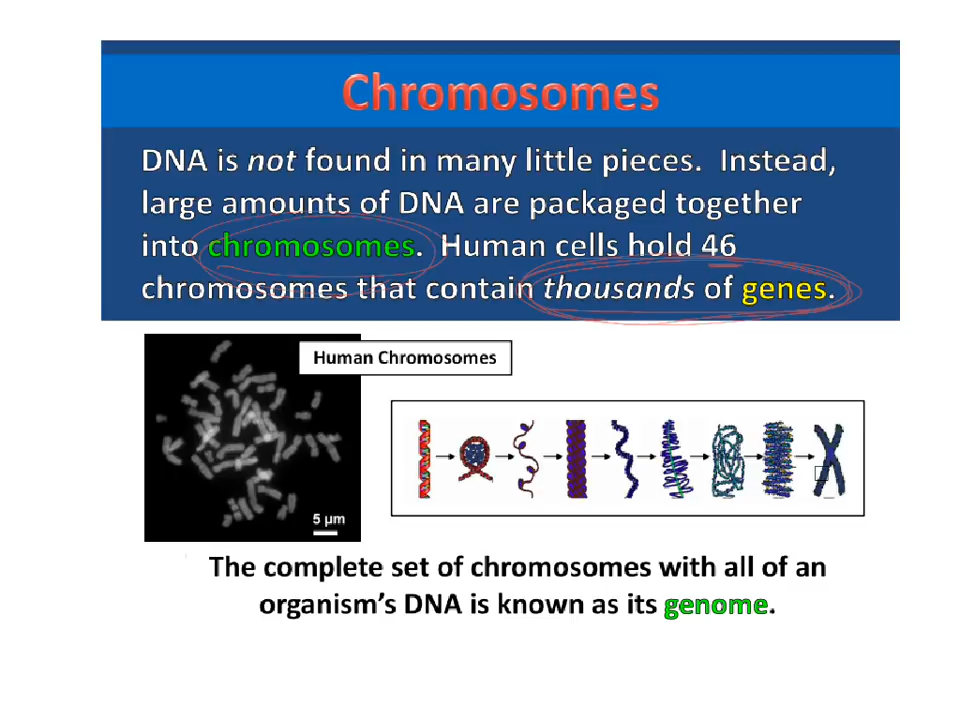 Chromosomes
DNA is not found in many little pieces. Instead,
large amounts of DNA are packaged together
into chromosomes. Human cells hold 46
chromosomes that contain thousands of genes.
Human Chromosomes
5 µm
The complete set of chromosomes with all of an
organism’s DNA is known as its genome.